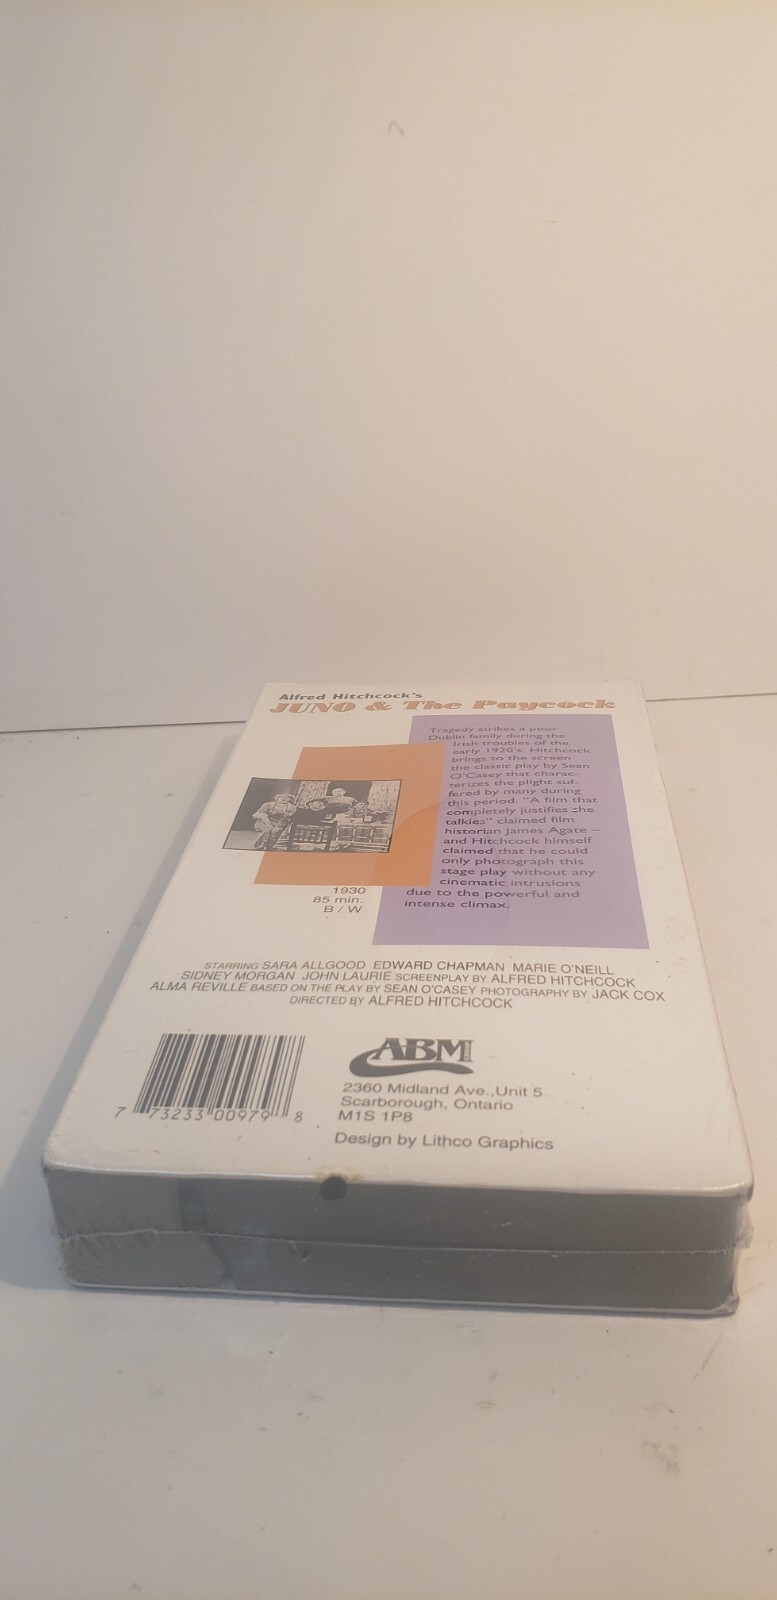 Alfred Hitchcock's
JUNO & The Paycock
Tragedy strikes a poor
Dublin family during the
Irish troubles of the
early 1920's. Hitchcock
brings to the screen
the classic play by Sean
O'Casey that charac-
terizes the plight suf-
fered by many during
this period. "A film that
completely justifies the
talkies" claimed film
historian James Agate —
and Hitchcock himself
claimed that he could
only photograph this
stage play without any
cinematic intrusions
due to the powerful and
intense climax.
1930
85 min.
B / W
STARRING SARA ALLGOOD EDWARD CHAPMAN MARIE O'NEILL
SIDNEY MORGAN JOHN LAURIE SCREENPLAY BY ALFRED HITCHCOCK
ALMA REVILLE BASED ON THE PLAY BY SEAN O'CASEY PHOTOGRAPHY BY JACK COX
DIRECTED BY ALFRED HITCHCOCK
7 73233 00979 8
ABM
2360 Midland Ave.,Unit 5
Scarborough, Ontario
M1S 1P8
Design by Lithco Graphics